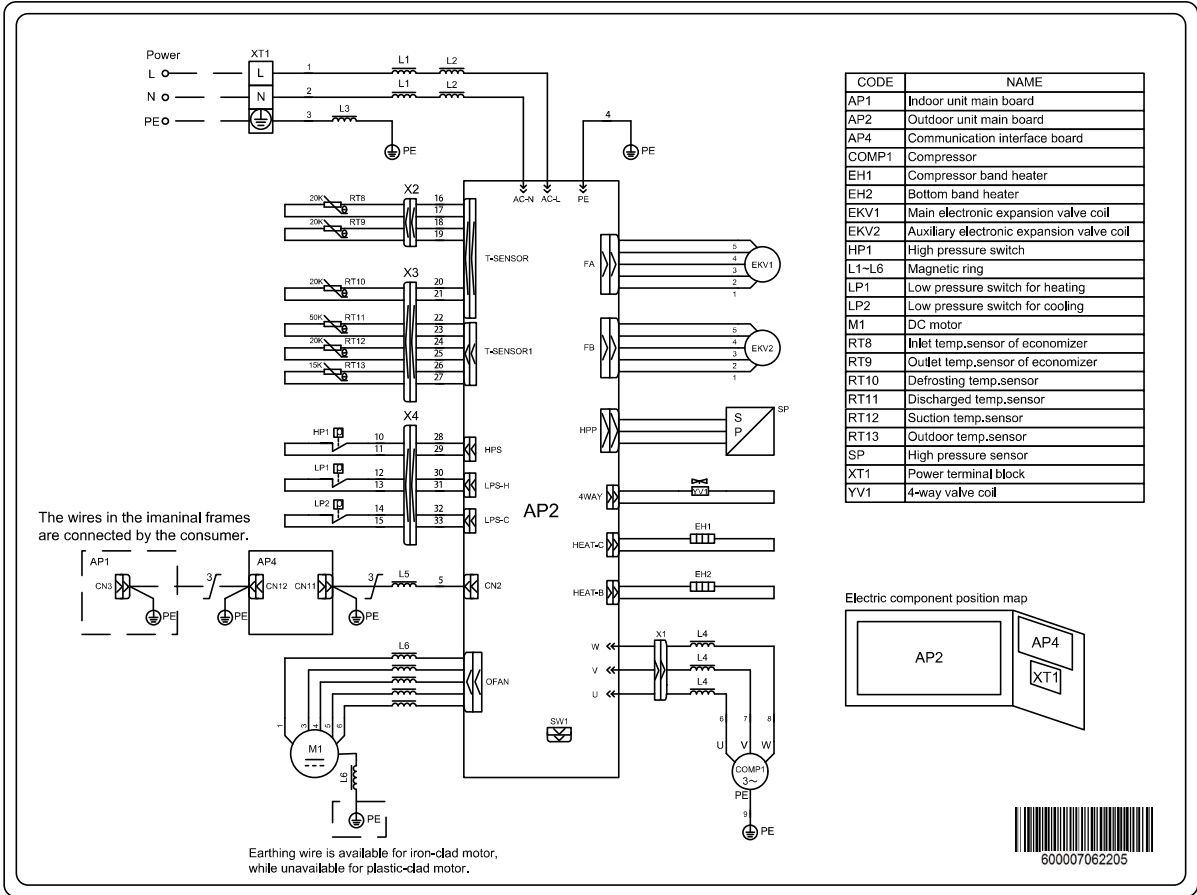 Power
XT1
L
L
1
L1
L2
N
N
2
L1
L2
PE
3
L3
PE
4
PE
AC-N
AC-L
PE
X2
20K
RT8
16
17
20K
RT9
18
19
T-SENSOR
X3
20K
RT10
20
21
50K
RT11
22
23
20K
RT12
24
25
15K
RT13
26
27
T-SENSOR1
X4
HP1
P
10
11
28
29
HPS
LP1
P
12
13
30
31
LPS-H
LP2
P
14
15
32
33
LPS-C
AP2
FA
5
4
3
2
1
EKV1
FB
5
4
3
2
1
EKV2
HPP
S
P
SP
4WAY
YV1
HEAT-C
EH1
HEAT-B
EH2
The wires in the imaninal frames
are connected by the consumer.
AP1
CN3
PE
3
PE
AP4
CN12
CN11
PE
3
L5
5
CN2
L6
OFAN
1
3
4
5
6
M1
L6
PE
Earthing wire is available for iron-clad motor,
while unavailable for plastic-clad motor.
SW1
W
V
U
X1
L4
L4
L4
6
7
8
U
V
W
COMP1
3~
PE
9
PE
CODE NAME
AP1 Indoor unit main board
AP2 Outdoor unit main board
AP4 Communication interface board
COMP1 Compressor
EH1 Compressor band heater
EH2 Bottom band heater
EKV1 Main electronic expansion valve coil
EKV2 Auxiliary electronic expansion valve coil
HP1 High pressure switch
L1~L6 Magnetic ring
LP1 Low pressure switch for heating
LP2 Low pressure switch for cooling
M1 DC motor
RT8 Inlet temp.sensor of economizer
RT9 Outlet temp.sensor of economizer
RT10 Defrosting temp.sensor
RT11 Discharged temp.sensor
RT12 Suction temp.sensor
RT13 Outdoor temp.sensor
SP High pressure sensor
XT1 Power terminal block
YV1 4-way valve coil
Electric component position map
AP2
AP4
XT1
600007062205